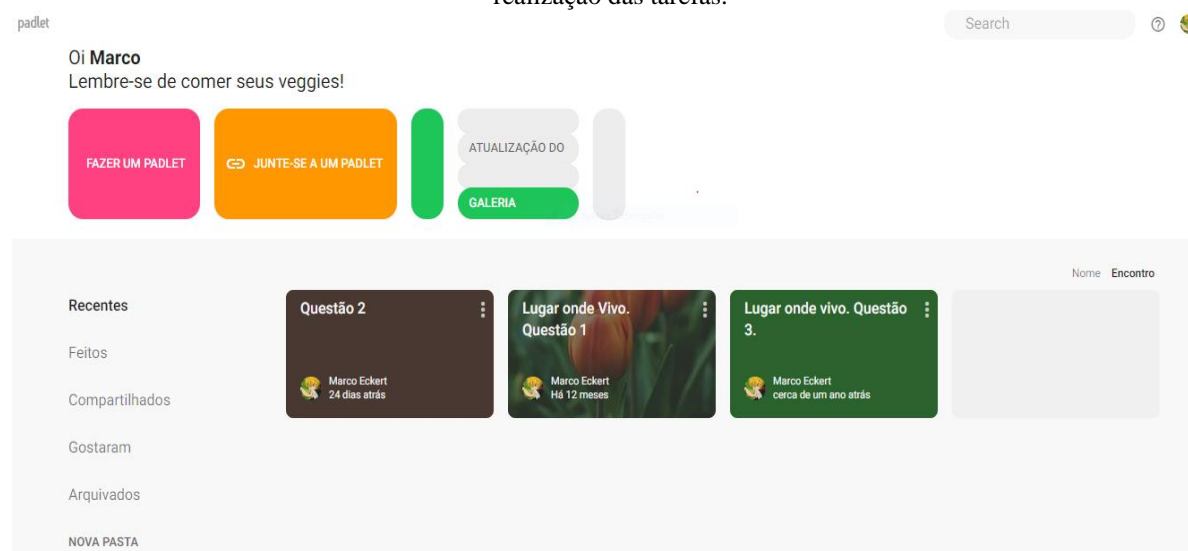 realização das tarefas.
padlet
Search
Oi Marco
Lembre-se de comer seus veggies!
FAZER UM PADLET
JUNTE-SE A UM PADLET
ATUALIZAÇÃO DO
GALERIA
Nome Encontro
Recentes
Feitos
Compartilhados
Gostaram
Arquivados
NOVA PASTA
Questão 2
Marco Eckert
24 dias atrás
Lugar onde Vivo.
Questão 1
Marco Eckert
Há 12 meses
Lugar onde vivo. Questão
3.
Marco Eckert
cerca de um ano atrás